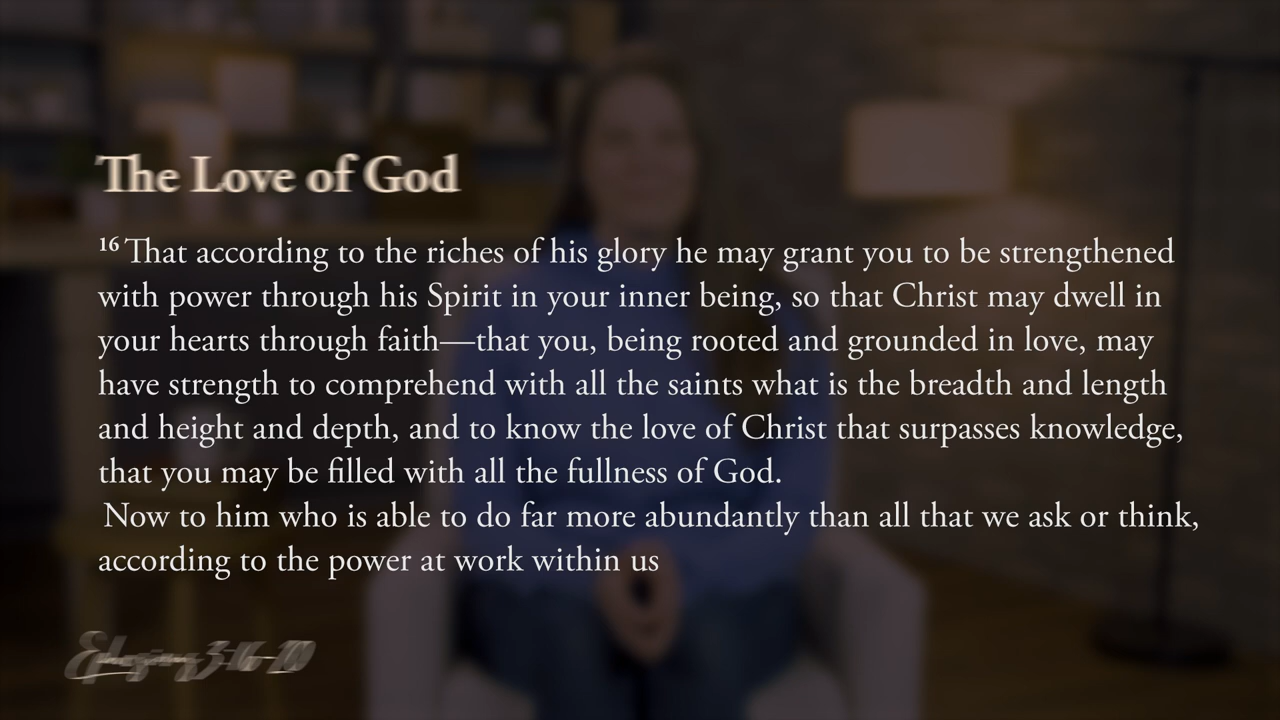 The Love of God
16 That according to the riches of his glory he may grant you to be strengthened
with power through his Spirit in your inner being, so that Christ may dwell in
your hearts through faith—that you, being rooted and grounded in love, may
have strength to comprehend with all the saints what is the breadth and length
and height and depth, and to know the love of Christ that surpasses knowledge,
that you may be filled with all the fullness of God.
Now to him who is able to do far more abundantly than all that we ask or think,
according to the power at work within us
Ephesians 3:16-20